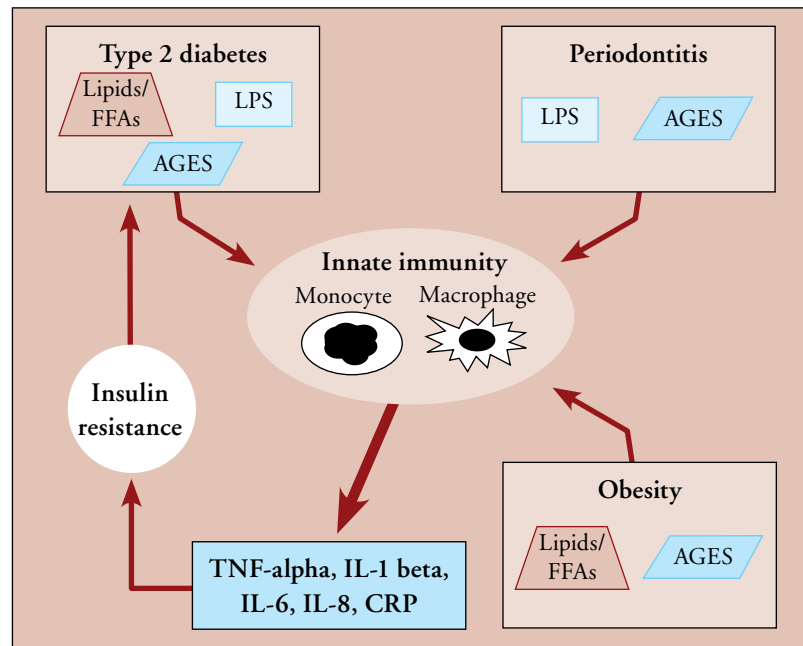 Type 2 diabetes
Lipids/
FFAs
LPS
AGES
Periodontitis
LPS
AGES
Innate immunity
Monocyte
Macrophage
Insulin
resistance
TNF-alpha, IL-1 beta,
IL-6, IL-8, CRP
Obesity
Lipids/
FFAs
AGES